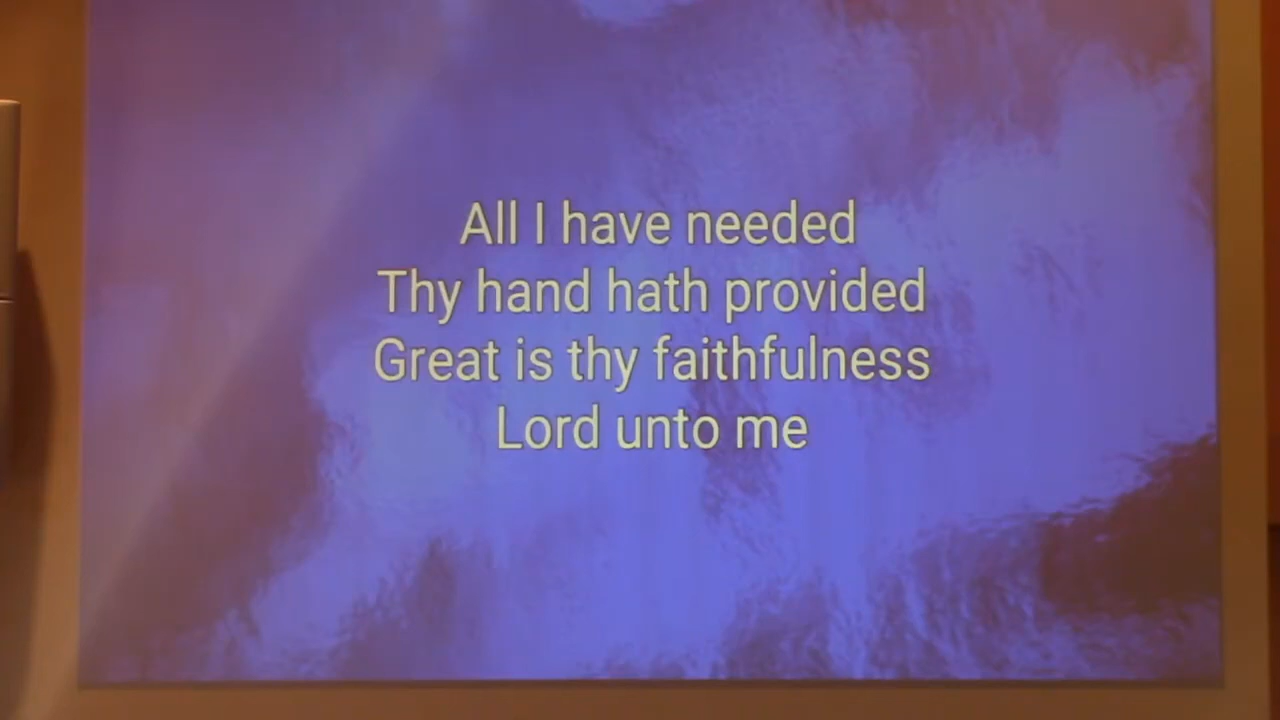 All I have needed
Thy hand hath provided
Great is thy faithfulness
Lord unto me